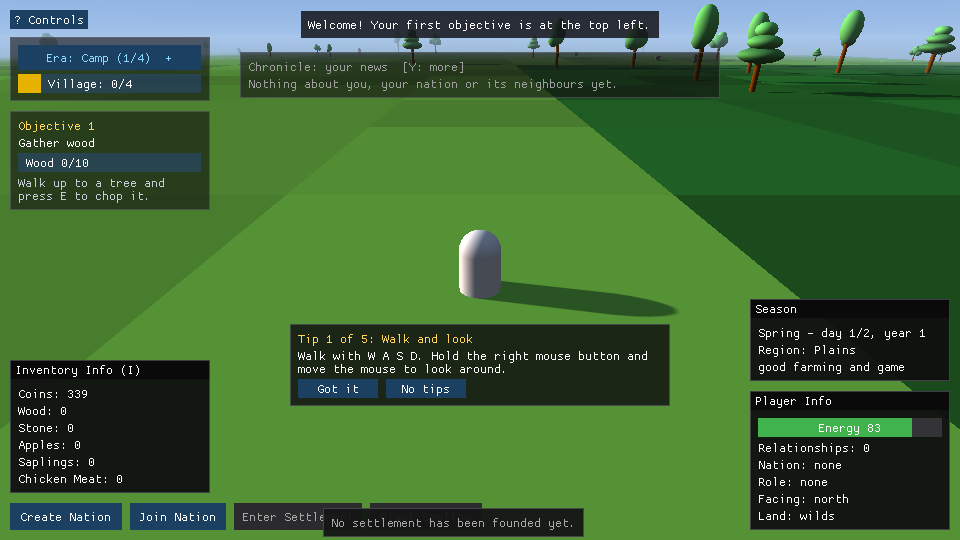 ? Controls
Welcome! Your first objective is at the top left.
Era: Camp (1/4) +
Village: 0/4
Chronicle: your news [Y: more]
Nothing about you, your nation or its neighbours yet.
Objective 1
Gather wood
Wood 0/10
Walk up to a tree and
press E to chop it.
Tip 1 of 5: Walk and look
Walk with W A S D. Hold the right mouse button and
move the mouse to look around.
Got it
No tips
Season
Spring - day 1/2, year 1
Region: Plains
good farming and game
Inventory Info (I)
Coins: 339
Wood: 0
Stone: 0
Apples: 0
Saplings: 0
Chicken Meat: 0
Player Info
Energy 83
Relationships: 0
Nation: none
Role: none
Facing: north
Land: wilds
Create Nation
Join Nation
Enter
No settlement has been founded yet.